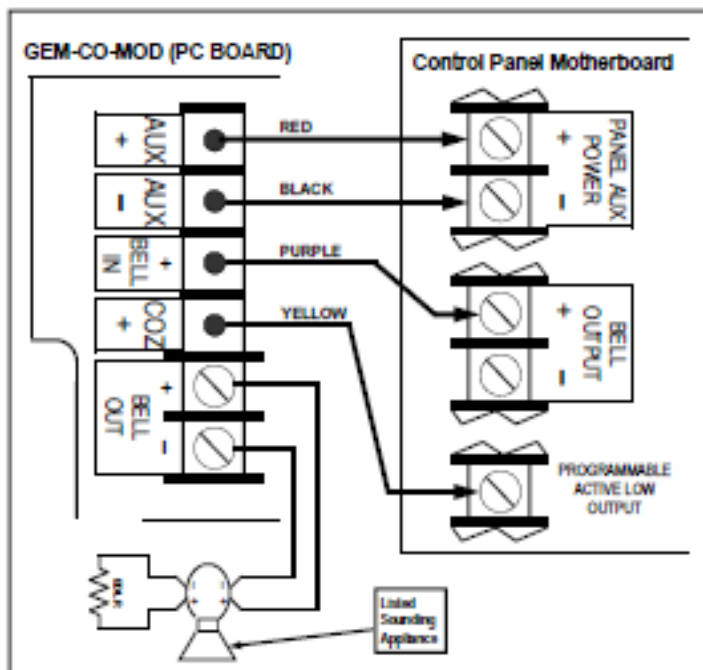 GEM-CO-MOD (PC BOARD)
Control Panel Motherboard
+ AUX
RED
+ PANEL AUX
POWER
− AUX
BLACK
−
+ BELL
IN
PURPLE
+ COZ
YELLOW
+ BELL
OUTPUT
−
+ BELL
OUT
−
PROGRAMMABLE
ACTIVE LOW
OUTPUT
− −
+ +
Listed
Sounding
Appliance